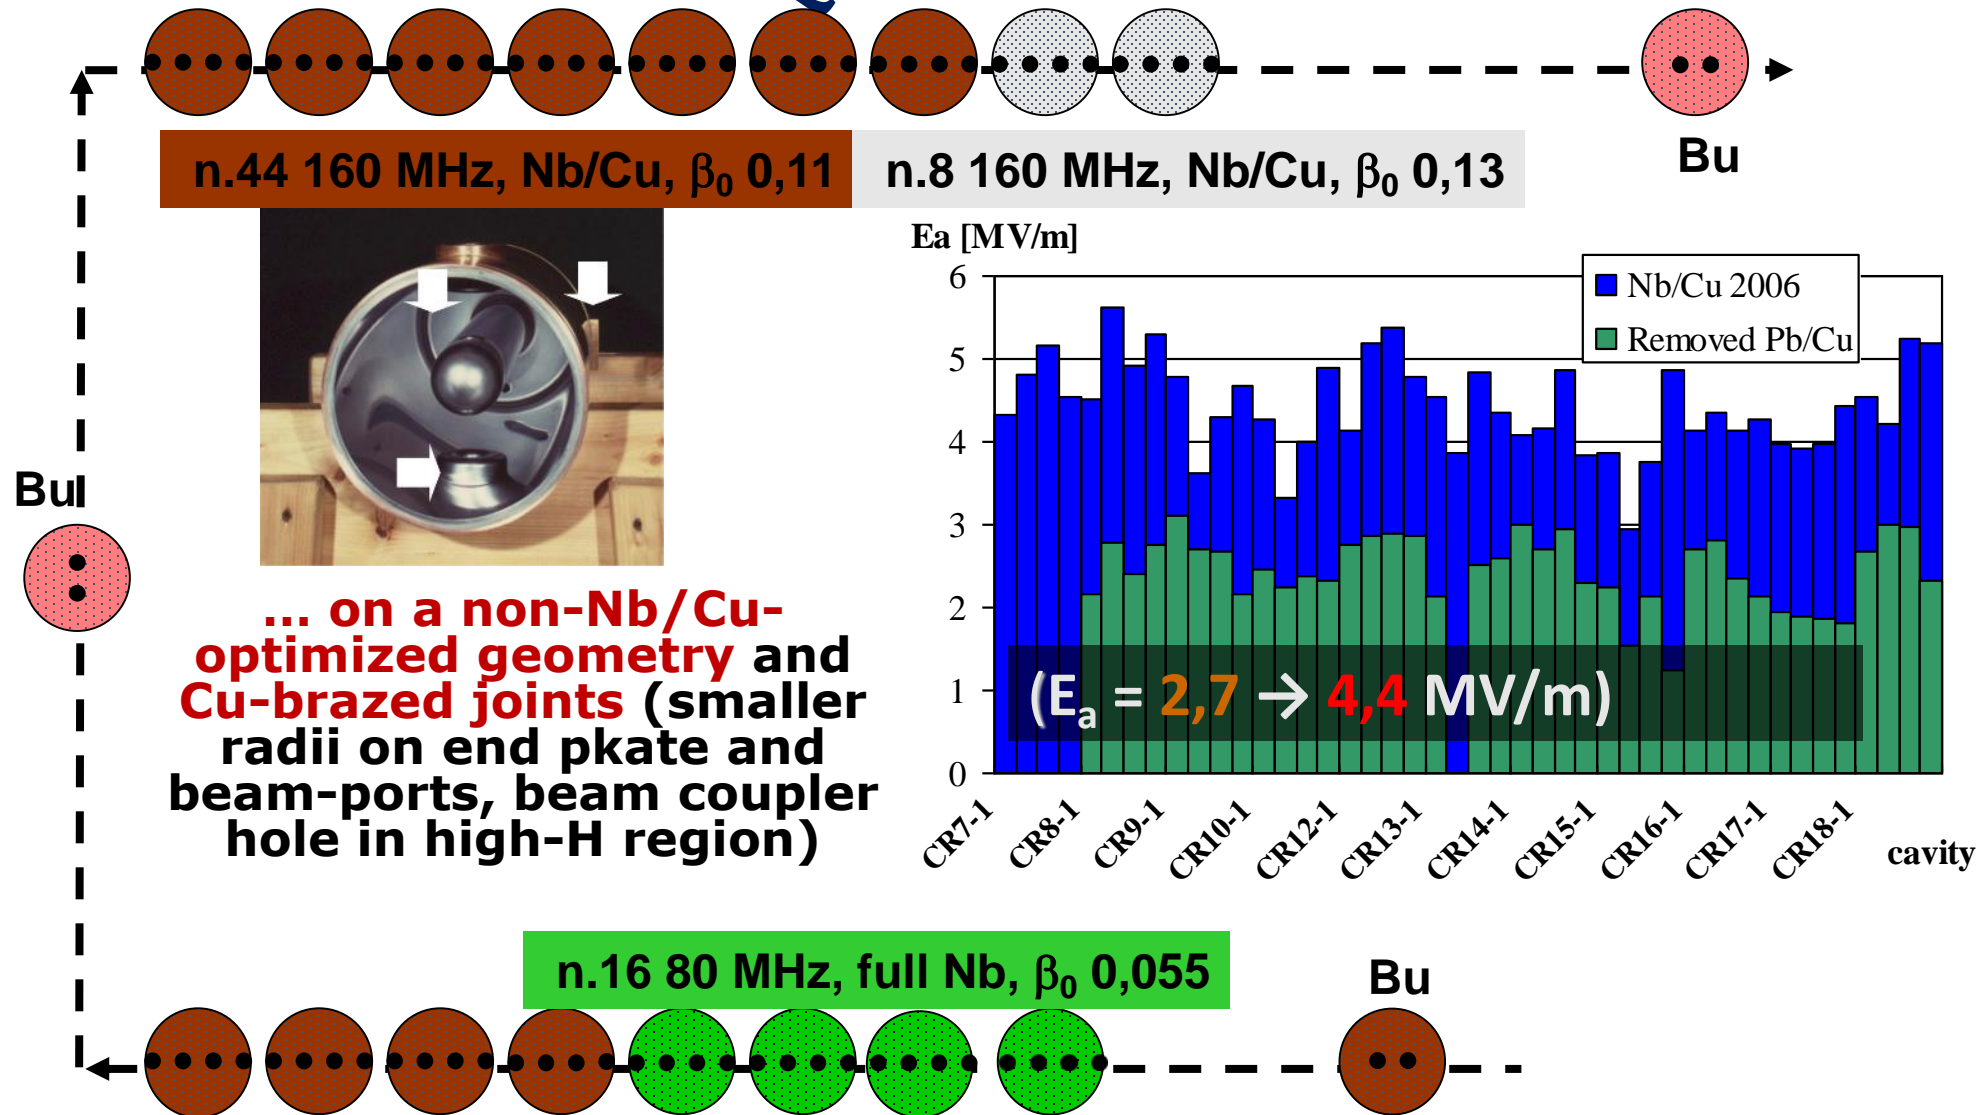 n.44 160 MHz, Nb/Cu, β₀ 0,11
n.8 160 MHz, Nb/Cu, β₀ 0,13
Bu
Ea [MV/m]
6
5
4
3
2
1
0
Nb/Cu 2006
Removed Pb/Cu
(Eₐ = 2,7 → 4,4 MV/m)
CR7-1
CR8-1
CR9-1
CR10-1
CR12-1
CR13-1
CR14-1
CR15-1
CR16-1
CR17-1
CR18-1
cavity
Bu
... on a non-Nb/Cu-
optimized geometry and
Cu-brazed joints (smaller
radii on end pkate and
beam-ports, beam coupler
hole in high-H region)
n.16 80 MHz, full Nb, β₀ 0,055
Bu